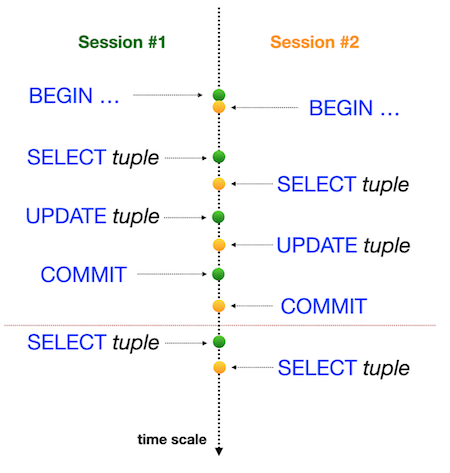 Session #1
Session #2
BEGIN …
BEGIN …
SELECT tuple
SELECT tuple
UPDATE tuple
UPDATE tuple
COMMIT
COMMIT
SELECT tuple
SELECT tuple
time scale